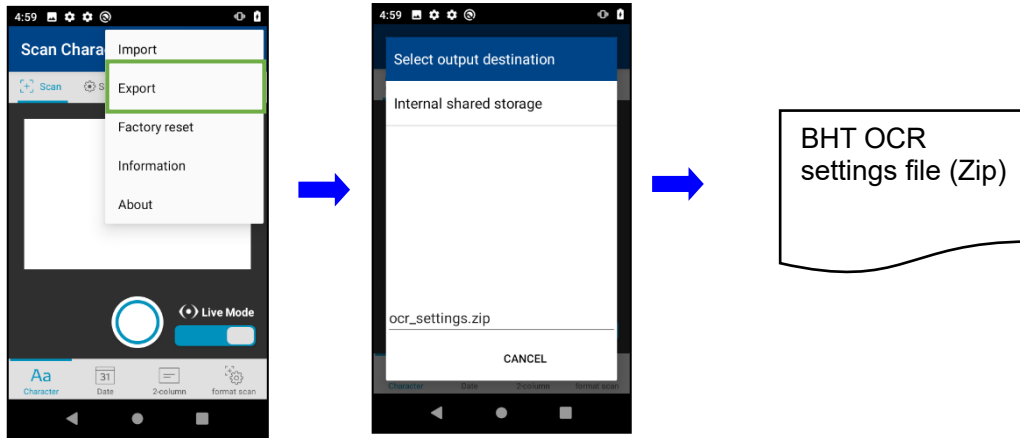 4:59
Scan Chara
Import
Scan
S
Export
Factory reset
Information
About
Live Mode
Aa
31
Character
Date
2-column
format scan
4:59
Select output destination
Internal shared storage
ocr_settings.zip
CANCEL
Character
Date
2-column
format scan
BHT OCR
settings file (Zip)